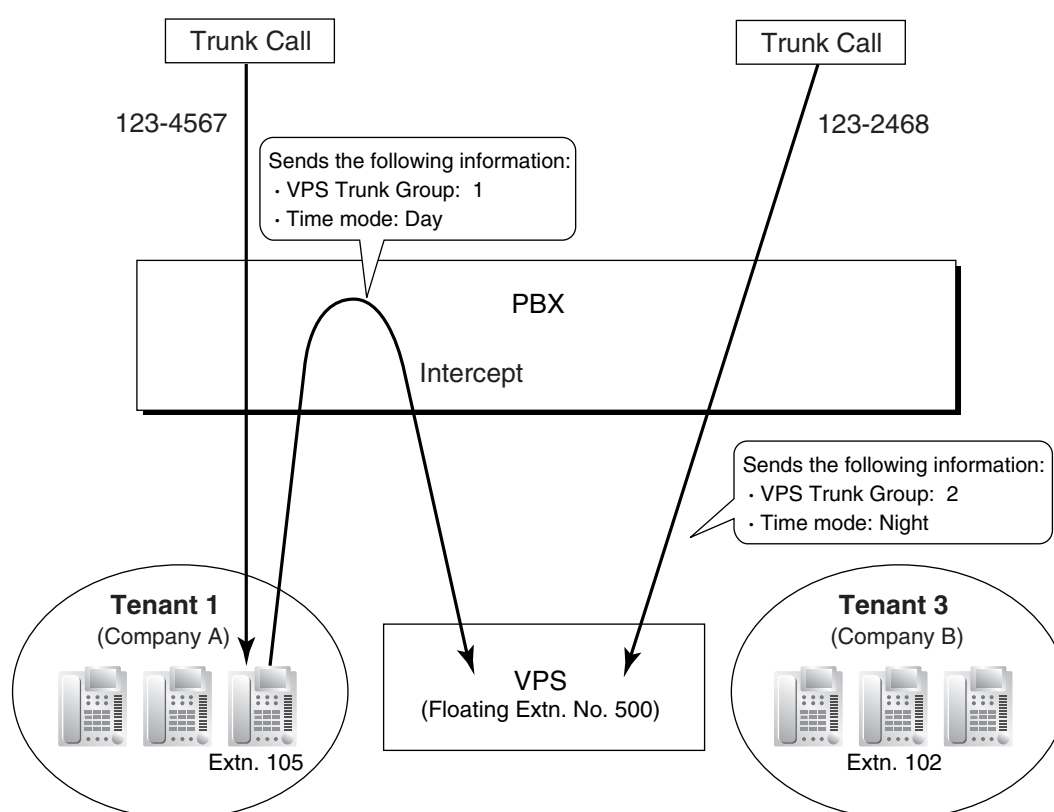 Trunk Call
Trunk Call
123-4567
123-2468
Sends the following information:
· VPS Trunk Group: 1
· Time mode: Day
PBX
Intercept
Sends the following information:
· VPS Trunk Group: 2
· Time mode: Night
Tenant 1
(Company A)
Extn. 105
VPS
(Floating Extn. No. 500)
Tenant 3
(Company B)
Extn. 102